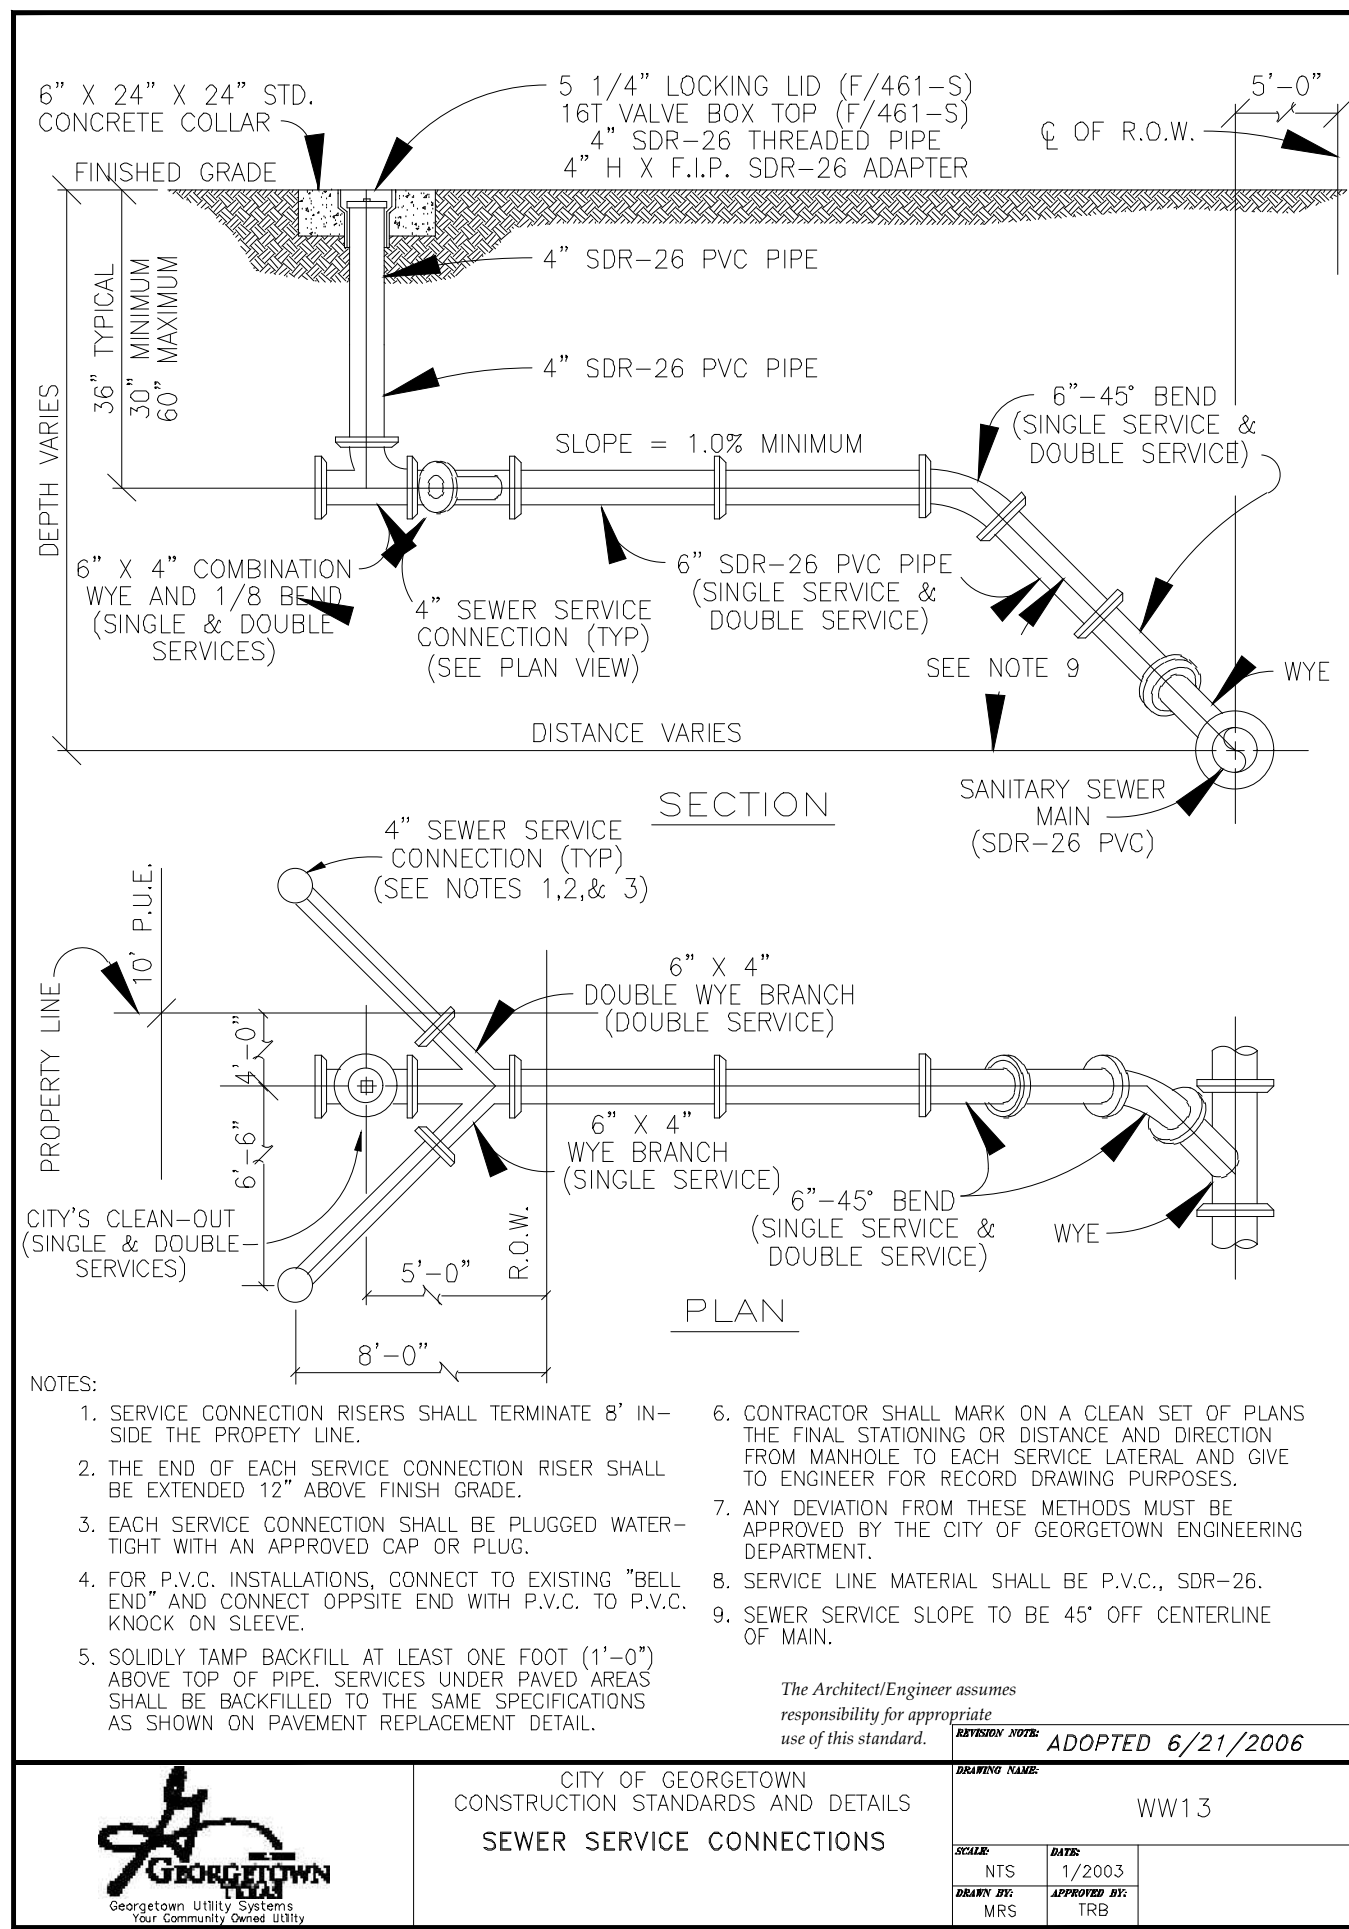 6" X 24" X 24" STD.
CONCRETE COLLAR
5 1/4" LOCKING LID (F/461-S)
16T VALVE BOX TOP (F/461-S)
4" SDR-26 THREADED PIPE
4" H X F.I.P. SDR-26 ADAPTER
5'-0"
℄ OF R.O.W.
FINISHED GRADE
4" SDR-26 PVC PIPE
36" TYPICAL
30" MINIMUM
60" MAXIMUM
DEPTH VARIES
4" SDR-26 PVC PIPE
6"-45° BEND
(SINGLE SERVICE &
DOUBLE SERVICE)
SLOPE = 1.0% MINIMUM
6" X 4" COMBINATION
WYE AND 1/8 BEND
(SINGLE & DOUBLE
SERVICES)
4" SEWER SERVICE
CONNECTION (TYP)
(SEE PLAN VIEW)
6" SDR-26 PVC PIPE
(SINGLE SERVICE &
DOUBLE SERVICE)
SEE NOTE 9
WYE
DISTANCE VARIES
SANITARY SEWER
MAIN
(SDR-26 PVC)
SECTION
4" SEWER SERVICE
CONNECTION (TYP)
(SEE NOTES 1,2,& 3)
10' P.U.E.
PROPERTY LINE
6" X 4"
DOUBLE WYE BRANCH
(DOUBLE SERVICE)
4'-0"
6'-6"
6" X 4"
WYE BRANCH
(SINGLE SERVICE)
6"-45° BEND
(SINGLE SERVICE &
DOUBLE SERVICE)
WYE
CITY'S CLEAN-OUT
(SINGLE & DOUBLE
SERVICES)
R.O.W.
5'-0"
8'-0"
PLAN
NOTES:
1. SERVICE CONNECTION RISERS SHALL TERMINATE 8' IN-
SIDE THE PROPETY LINE.
2. THE END OF EACH SERVICE CONNECTION RISER SHALL
BE EXTENDED 12" ABOVE FINISH GRADE.
3. EACH SERVICE CONNECTION SHALL BE PLUGGED WATER-
TIGHT WITH AN APPROVED CAP OR PLUG.
4. FOR P.V.C. INSTALLATIONS, CONNECT TO EXISTING "BELL
END" AND CONNECT OPPSITE END WITH P.V.C. TO P.V.C.
KNOCK ON SLEEVE.
5. SOLIDLY TAMP BACKFILL AT LEAST ONE FOOT (1'-0")
ABOVE TOP OF PIPE. SERVICES UNDER PAVED AREAS
SHALL BE BACKFILLED TO THE SAME SPECIFICATIONS
AS SHOWN ON PAVEMENT REPLACEMENT DETAIL.
6. CONTRACTOR SHALL MARK ON A CLEAN SET OF PLANS
THE FINAL STATIONING OR DISTANCE AND DIRECTION
FROM MANHOLE TO EACH SERVICE LATERAL AND GIVE
TO ENGINEER FOR RECORD DRAWING PURPOSES.
7. ANY DEVIATION FROM THESE METHODS MUST BE
APPROVED BY THE CITY OF GEORGETOWN ENGINEERING
DEPARTMENT.
8. SERVICE LINE MATERIAL SHALL BE P.V.C., SDR-26.
9. SEWER SERVICE SLOPE TO BE 45° OFF CENTERLINE
OF MAIN.
The Architect/Engineer assumes
responsibility for appropriate
use of this standard.
REVISION NOTE: ADOPTED 6/21/2006
GEORGETOWN
TEXAS
Georgetown Utility Systems
Your Community Owned Utility
CITY OF GEORGETOWN
CONSTRUCTION STANDARDS AND DETAILS
SEWER SERVICE CONNECTIONS
DRAWING NAME:
WW13
SCALE: NTS
DATE: 1/2003
DRAWN BY: MRS
APPROVED BY: TRB